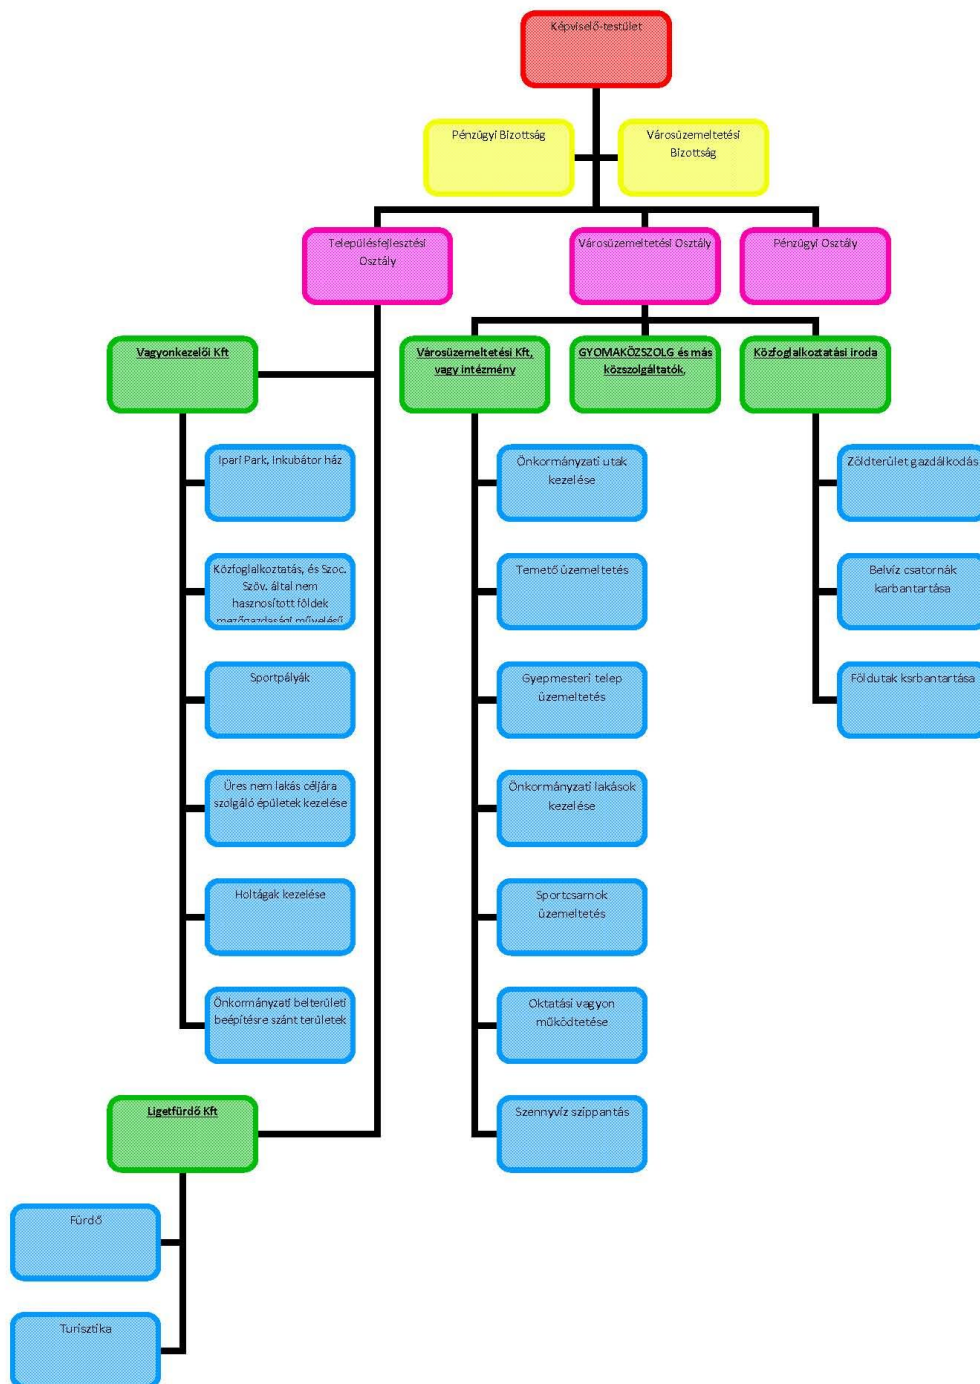 Képviselő-testület
Pénzügyi Bizottság
Városüzemeltetési
Bizottság
Településfejlesztési
Osztály
Városüzemeltetési Osztály
Pénzügyi Osztály
Vagyonkezelői Kft
Városüzemeltetési Kft,
vagy intézmény
GYOMAKÖZSZOLG és más
közszolgáltatók,
Közfoglalkoztatási iroda
Ipari Park, Inkubátor ház
Közfoglalkoztatás, és Szoc.
Szöv. által nem
hasznosított földek
mezőgazdasági művelésű
Sportpályák
Üres nem lakás céljára
szolgáló épületek kezelése
Holtágak kezelése
Önkormányzati belterületi
beépítésre szánt területek
Önkormányzati utak
kezelése
Temető üzemeltetés
Gyepmesteri telep
üzemeltetés
Önkormányzati lakások
kezelése
Sportcsarnok
üzemeltetés
Oktatási vagyon
működtetése
Szennyvíz szippantás
Zöldterület gazdálkodás
Belvíz csatornák
karbantartása
Földutak ksrbantartása
Ligetfürdő Kft
Fürdő
Turisztika